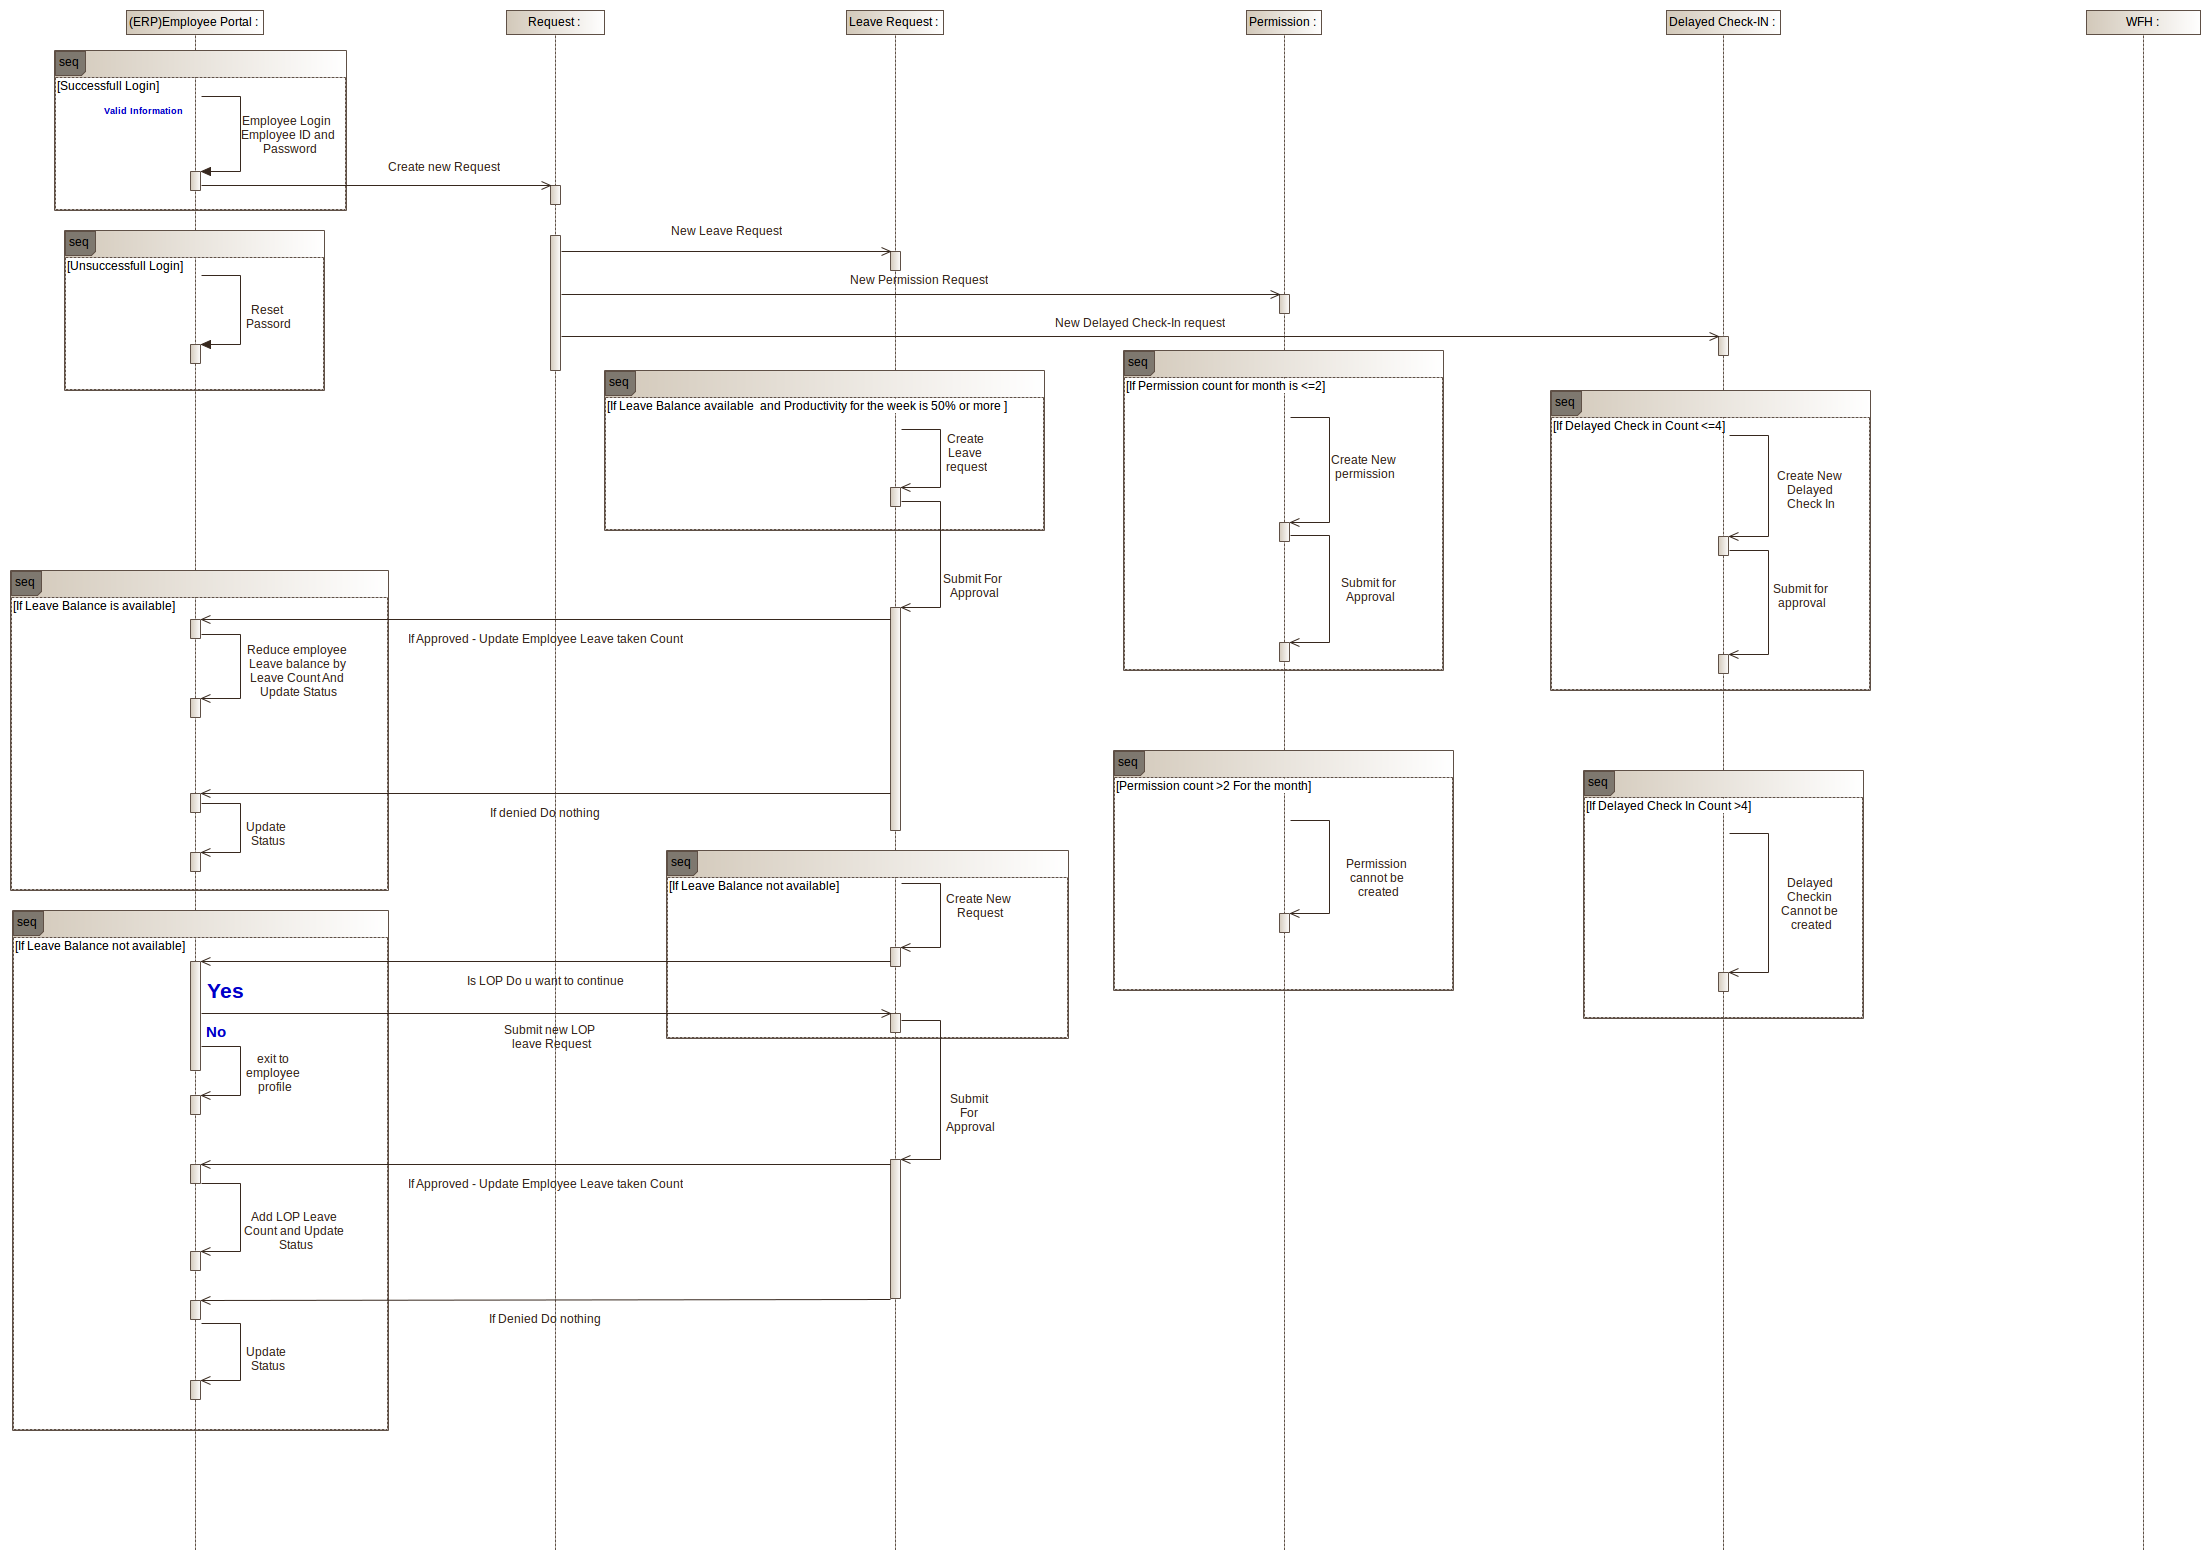 (ERP)Employee Portal :
Request :
Leave Request :
Permission :
Delayed Check-IN :
WFH :
seq
[Successfull Login]
Valid Information
Employee Login
Employee ID and
Password
Create new Request
seq
[Unsuccessfull Login]
Reset
Passord
New Leave Request
New Permission Request
New Delayed Check-In request
seq
[If Leave Balance available  and Productivity for the week is 50% or more ]
Create
Leave
request
Submit For
Approval
seq
[If Permission count for month is <=2]
Create New
permission
Submit for
Approval
seq
[If Delayed Check in Count <=4]
Create New
Delayed
Check In
Submit for
approval
seq
[If Leave Balance is available]
If Approved - Update Employee Leave taken Count
Reduce employee
Leave balance by
Leave Count And
Update Status
If denied Do nothing
Update
Status
seq
[Permission count >2 For the month]
Permission
cannot be
created
seq
[If Delayed Check In Count >4]
Delayed
Checkin
Cannot be
created
seq
[If Leave Balance not available]
Create New
Request
seq
[If Leave Balance not available]
Is LOP Do u want to continue
Yes
Submit new LOP
leave Request
No
exit to
employee
profile
Submit
For
Approval
If Approved - Update Employee Leave taken Count
Add LOP Leave
Count and Update
Status
If Denied Do nothing
Update
Status